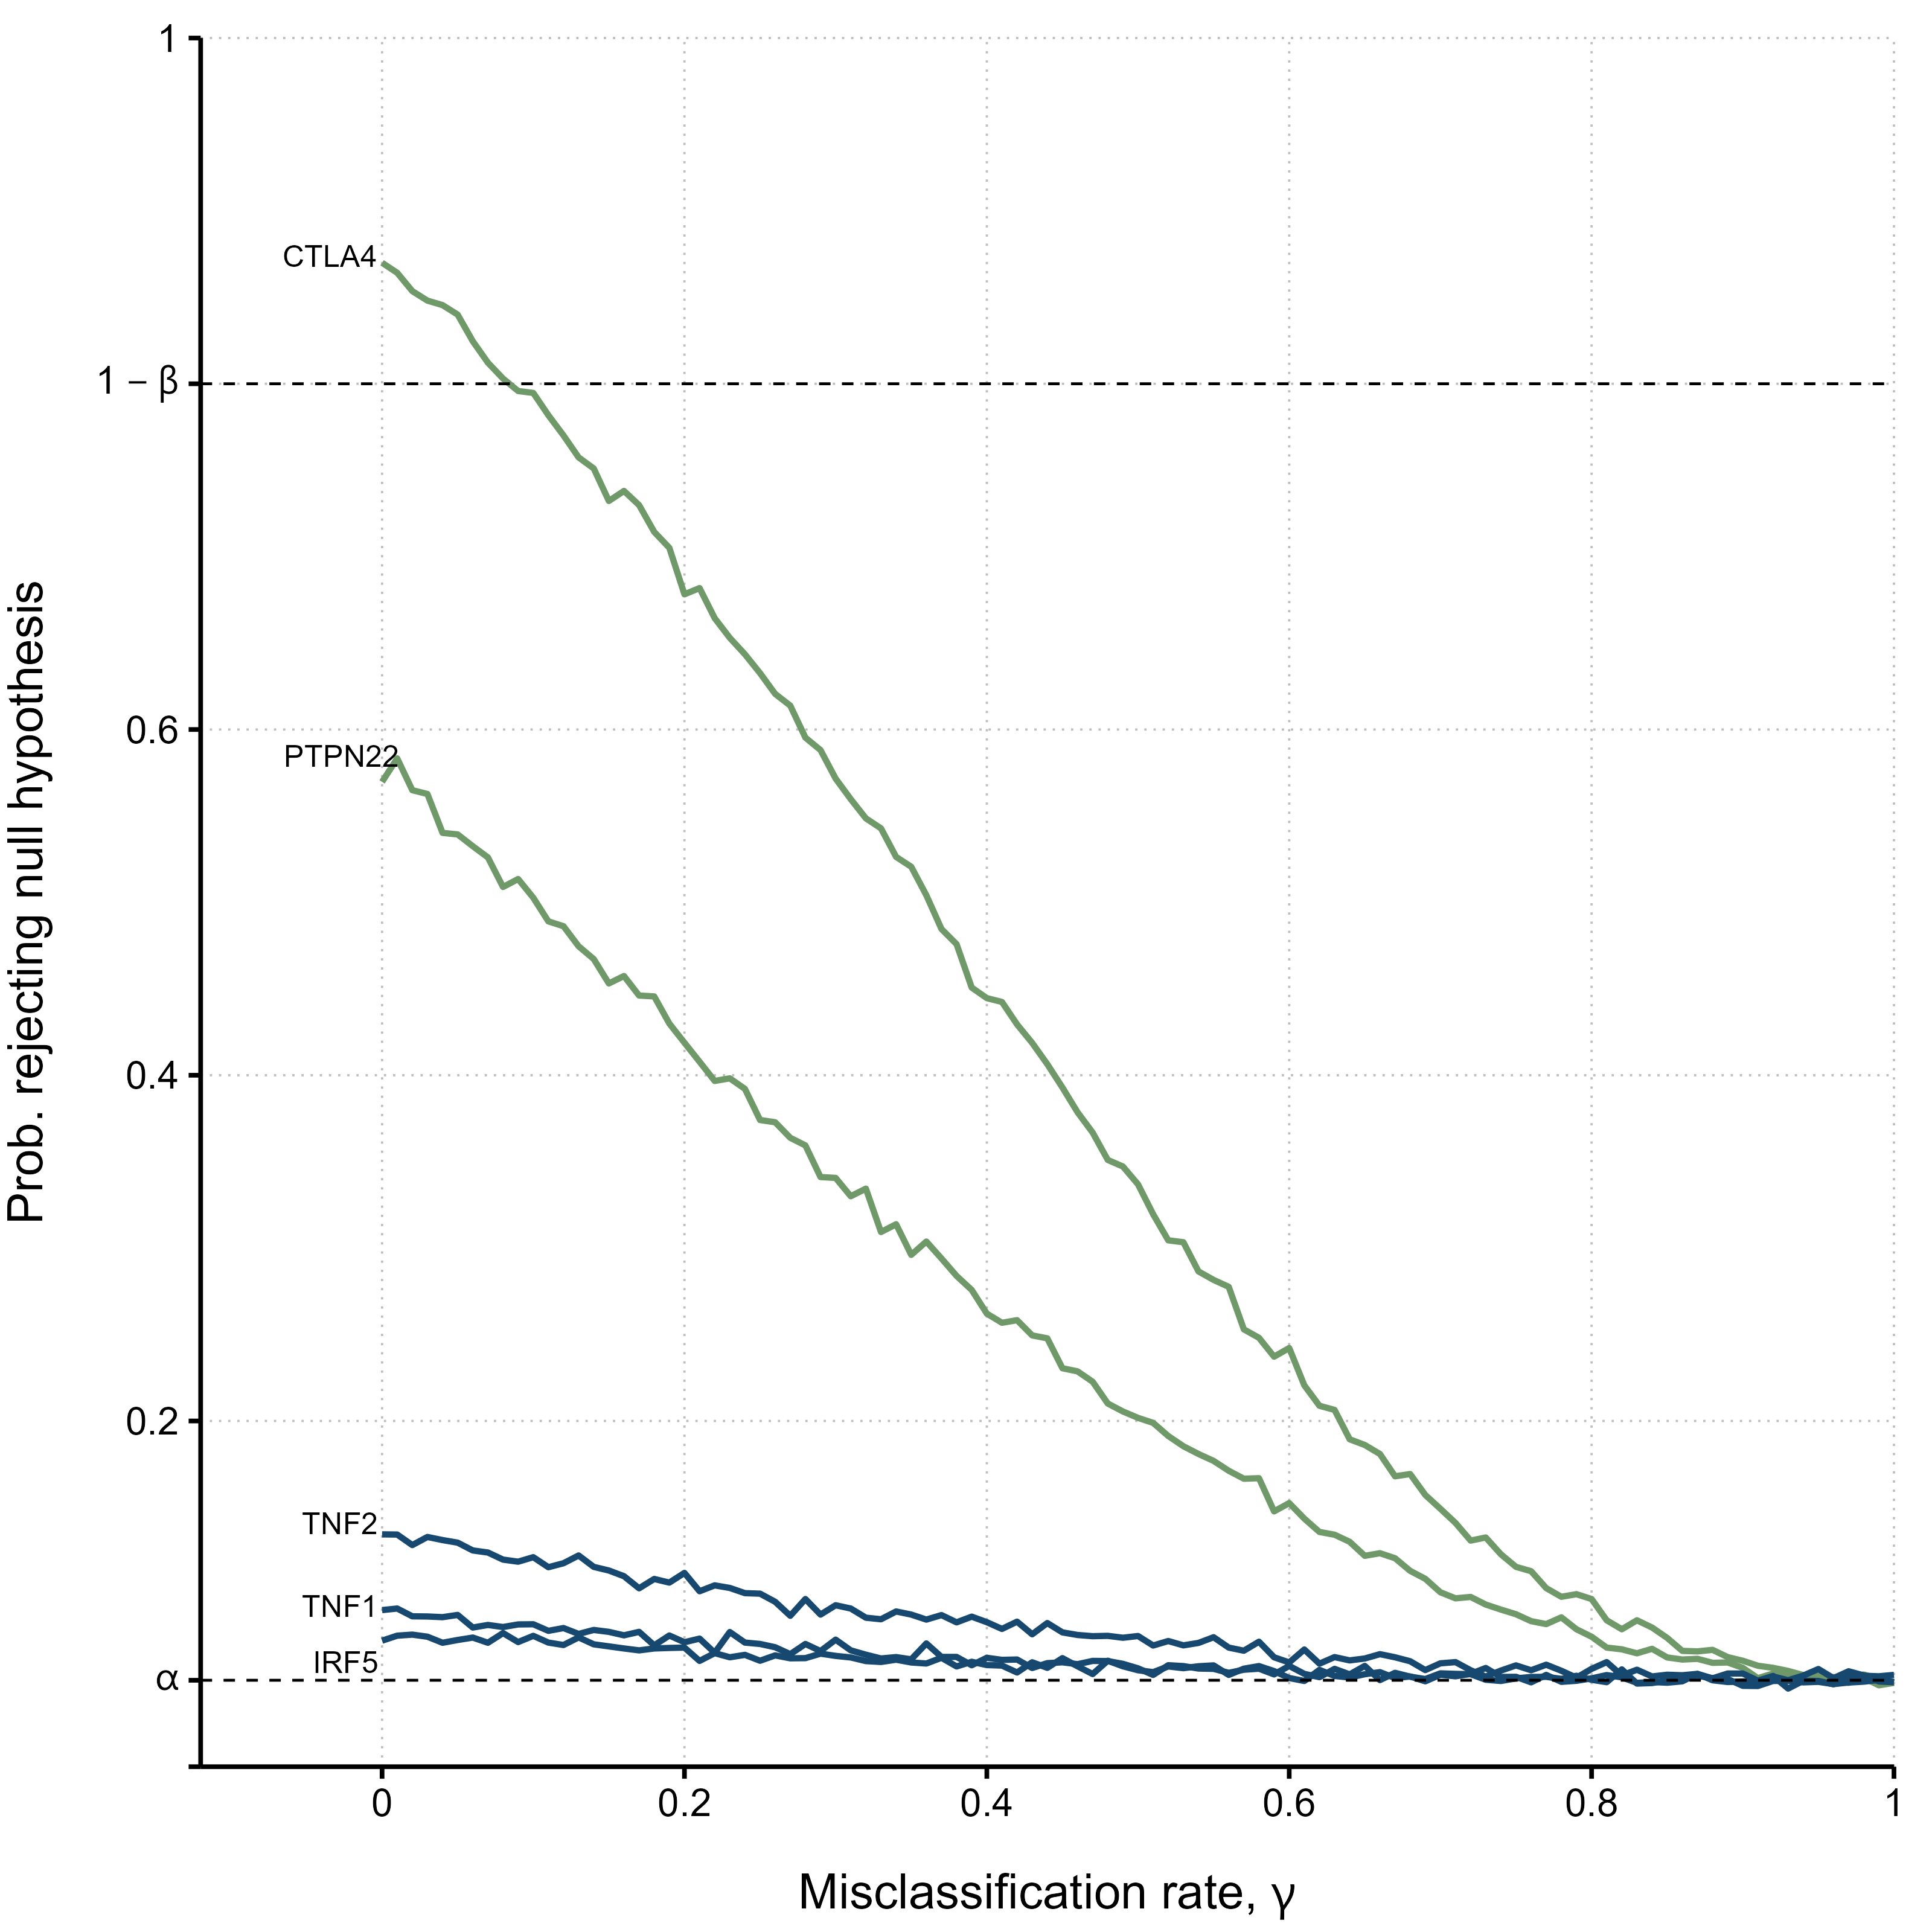 1
CTLA4
1 − β
Prob. rejecting null hypothesis
0.6
PTPN22
0.4
0.2
TNF2
TNF1
IRF5
α
0 0.2 0.4 0.6 0.8 1
Misclassification rate, γ